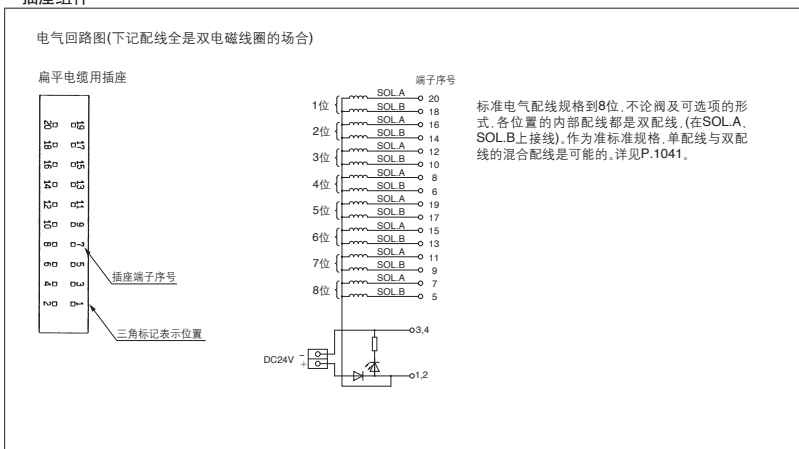 插座组件
电气回路图(下记配线全是双电磁线圈的场合)
扁平电缆用插座
20 19
18 17
16 15
14 13
12 11
10 9
8 7
6 5
4 3
2 1
插座端子序号
三角标记表示位置
端子序号
1位 SOL.A 20
SOL.B 18
2位 SOL.A 16
SOL.B 14
3位 SOL.A 12
SOL.B 10
4位 SOL.A 8
SOL.B 6
5位 SOL.A 19
SOL.B 17
6位 SOL.A 15
SOL.B 13
7位 SOL.A 11
SOL.B 9
8位 SOL.A 7
SOL.B 5
3,4
DC24V − +
1,2
标准电气配线规格到8位,不论阀及可选项的形
式,各位置的内部配线都是双配线,(在SOL.A、
SOL.B上接线)。作为准标准规格,单配线与双配
线的混合配线是可能的。详见P.1041。